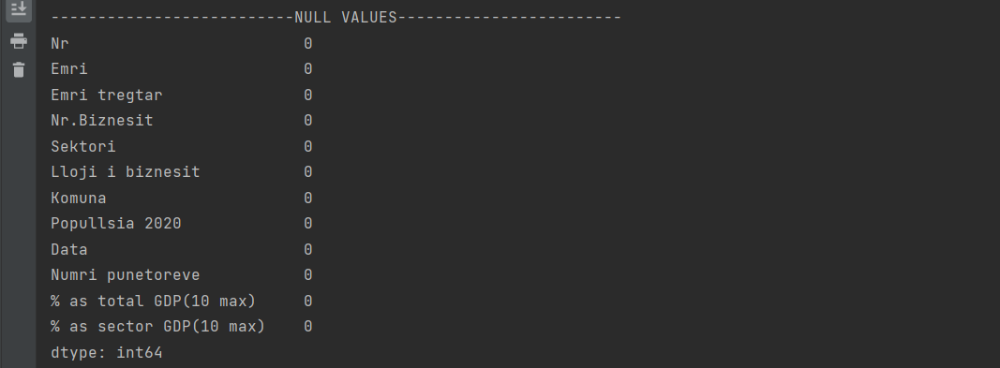 --------------------------NULL VALUES------------------------
Nr                         0
Emri                       0
Emri tregtar               0
Nr.Biznesit                0
Sektori                    0
Lloji i biznesit           0
Komuna                     0
Popullsia 2020             0
Data                       0
Numri punetoreve           0
% as total GDP(10 max)     0
% as sector GDP(10 max)    0
dtype: int64